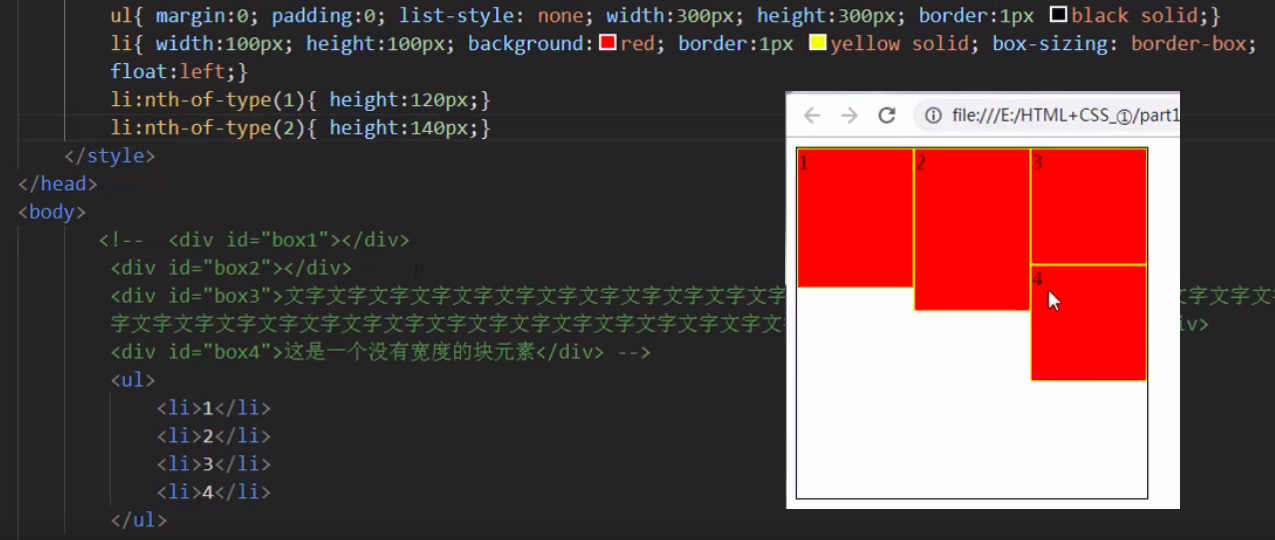 ul{ margin:0; padding:0; list-style: none; width:300px; height:300px; border:1px black solid;}
li{ width:100px; height:100px; background:red; border:1px yellow solid; box-sizing: border-box;
float:left;}
li:nth-of-type(1){ height:120px;}
li:nth-of-type(2){ height:140px;}
</style>
</head>
<body>
<!-- <div id="box1"></div>
<div id="box2"></div>
<div id="box3">文字文字文字文字文字文字文字文字文字文字文字文字 文字文
字文字文字文字文字文字文字文字文字文字文字文字文字文字文字文字文 iv>
<div id="box4">这是一个没有宽度的块元素</div> -->
<ul>
<li>1</li>
<li>2</li>
<li>3</li>
<li>4</li>
</ul>
file:///E:/HTML+CSS_①/part1
1
2
3
4